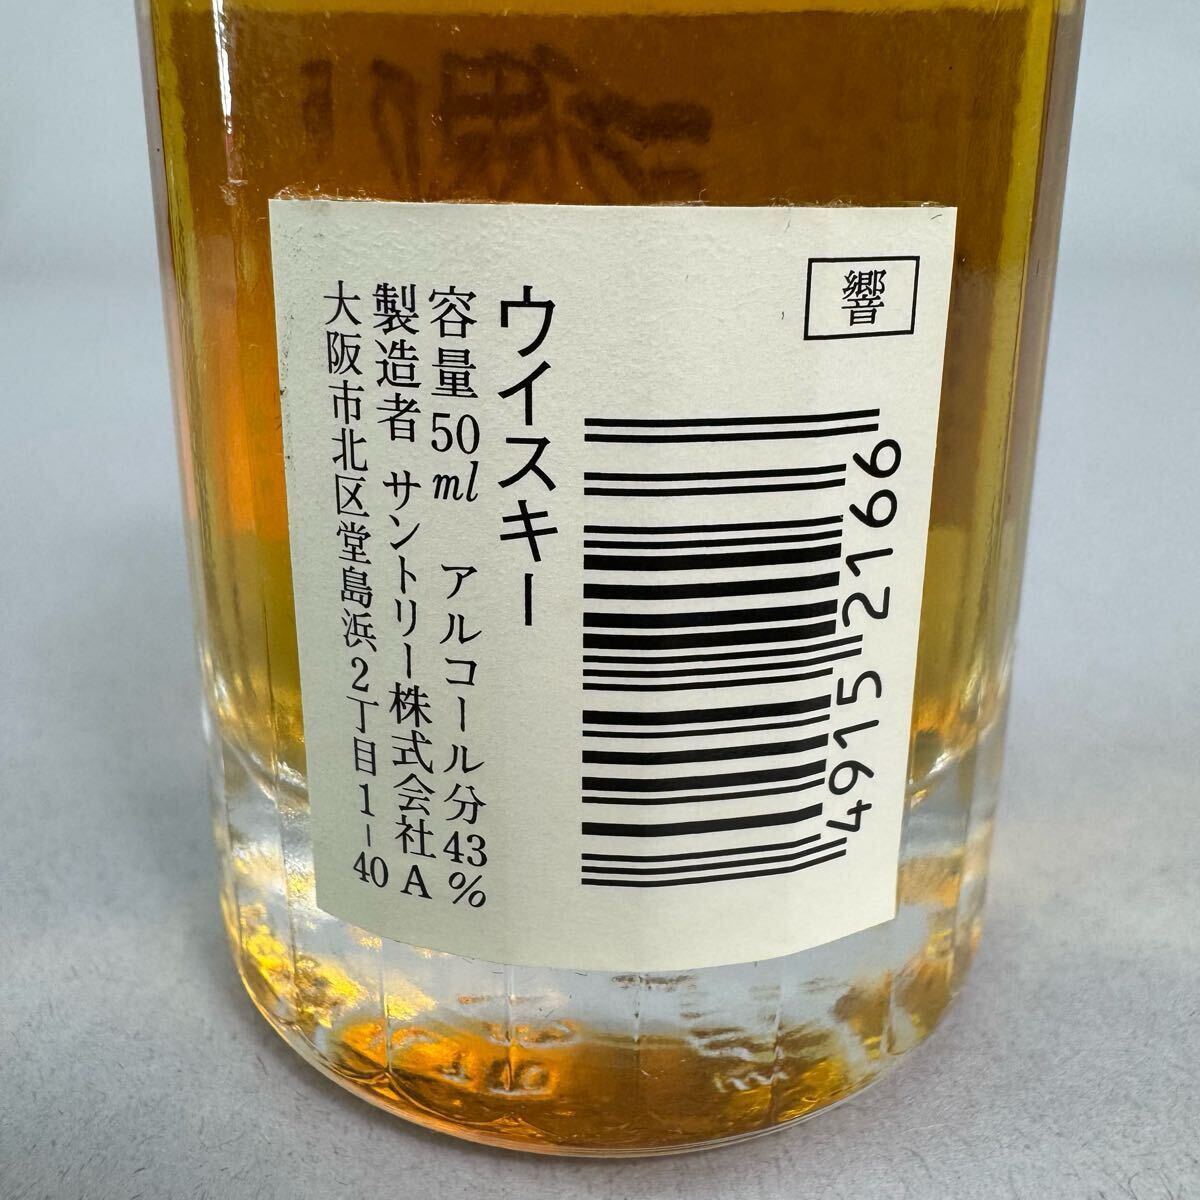 響
ウイスキー
容量50ml アルコール分43%
製造者 サントリー株式会社A
大阪市北区堂島浜2丁目1-40
4915 2166